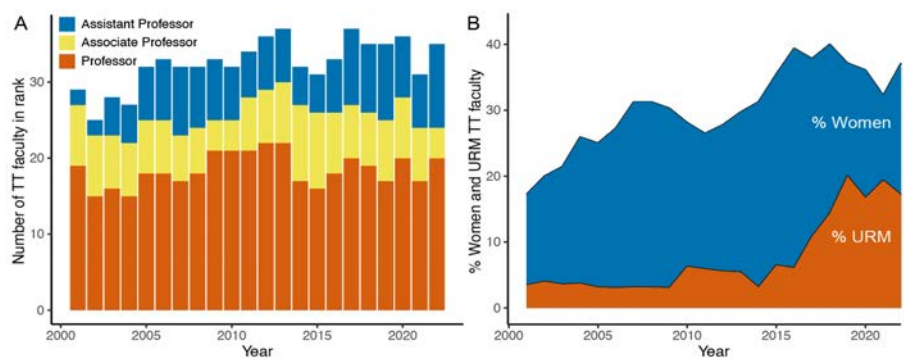 A
Assistant Professor
Associate Professor
Professor
Number of TT faculty in rank
30
20
10
0
2000
2005
2010
2015
2020
Year
B
% Women and URM TT faculty
40
30
20
10
0
% Women
% URM
2000
2005
2010
2015
2020
Year